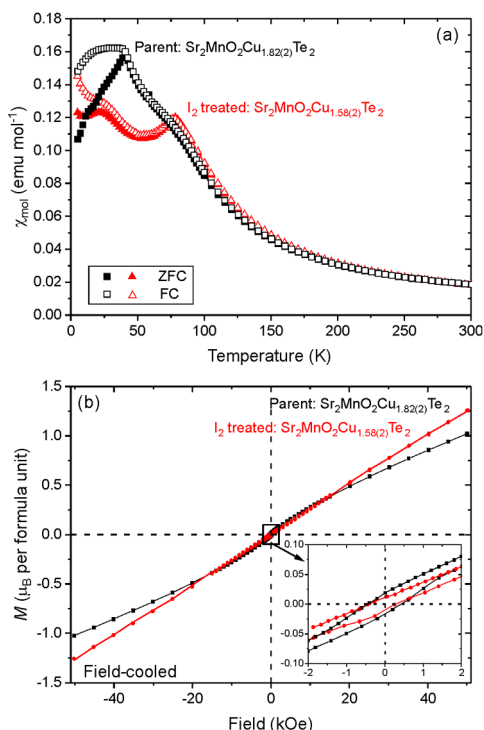 (a)
Parent: Sr2MnO2Cu1.82(2)Te2
I2 treated: Sr2MnO2Cu1.58(2)Te2
0.18
0.16
0.14
0.12
0.10
0.08
0.06
0.04
0.02
0.00
χmol (emu mol-1)
ZFC
FC
0 50 100 150 200 250 300
Temperature (K)
(b)
Parent: Sr2MnO2Cu1.82(2)Te2
I2 treated: Sr2MnO2Cu1.58(2)Te2
1.5
1.0
0.5
0.0
-0.5
-1.0
-1.5
M (μB per formula unit)
0.10
0.05
0.00
-0.05
-0.10
-2 -1 0 1 2
Field-cooled
-40 -20 0 20 40
Field (kOe)